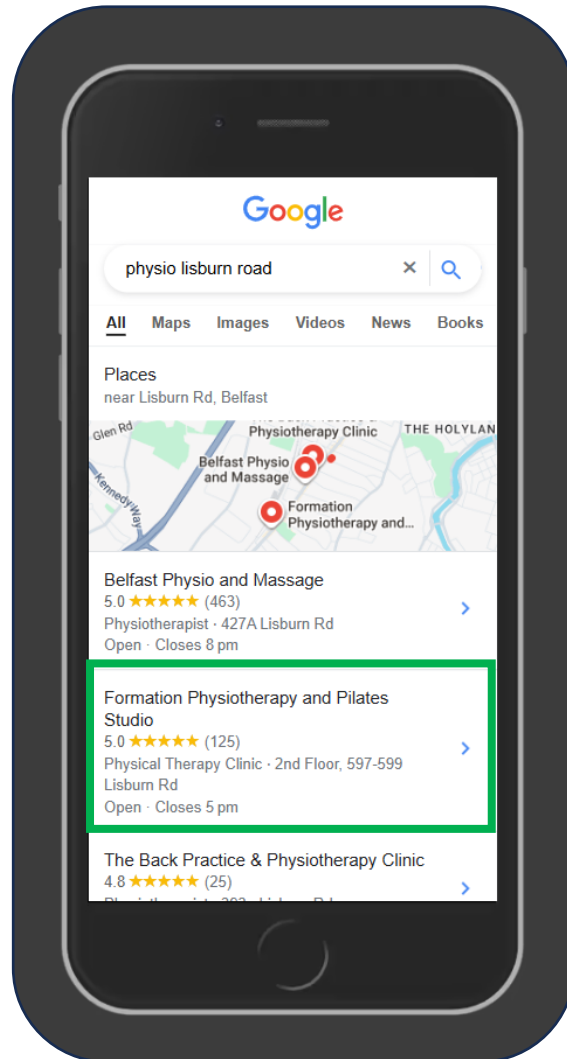 Google
physio lisburn road
All Maps Images Videos News Books
Places
near Lisburn Rd, Belfast
Glen Rd
Physiotherapy Clinic
THE HOLYLAN
Belfast Physio
and Massage
Kennedy Way
Formation
Physiotherapy and...
Belfast Physio and Massage
5.0 ★★★★★ (463)
Physiotherapist · 427A Lisburn Rd
Open · Closes 8 pm
Formation Physiotherapy and Pilates
Studio
5.0 ★★★★★ (125)
Physical Therapy Clinic · 2nd Floor, 597-599
Lisburn Rd
Open · Closes 5 pm
The Back Practice & Physiotherapy Clinic
4.8 ★★★★★ (25)